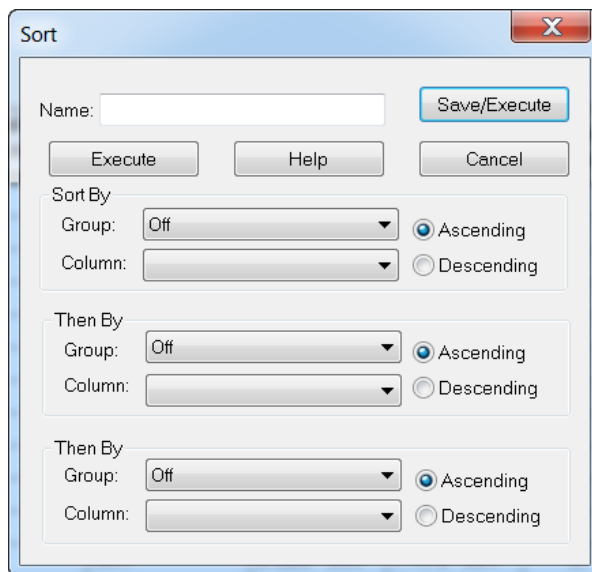 Sort
Name:
Save/Execute
Execute
Help
Cancel
Sort By
Group:
Off
Ascending
Column:
Descending
Then By
Group:
Off
Ascending
Column:
Descending
Then By
Group:
Off
Ascending
Column:
Descending